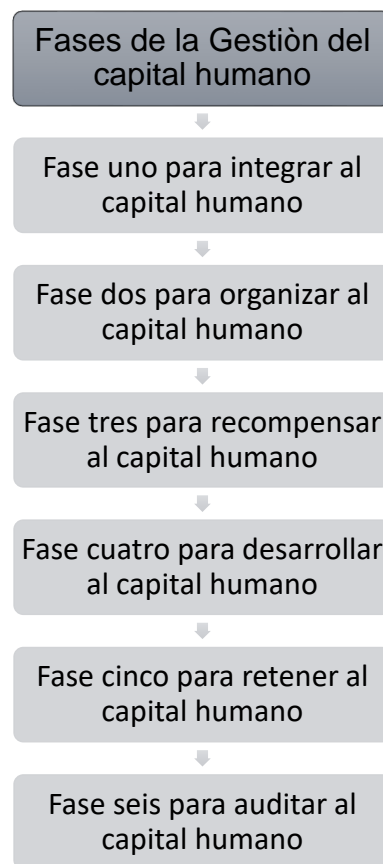 Fases de la Gestiòn del
capital humano
Fase uno para integrar al
capital humano
Fase dos para organizar al
capital humano
Fase tres para recompensar
al capital humano
Fase cuatro para desarrollar
al capital humano
Fase cinco para retener al
capital humano
Fase seis para auditar al
capital humano